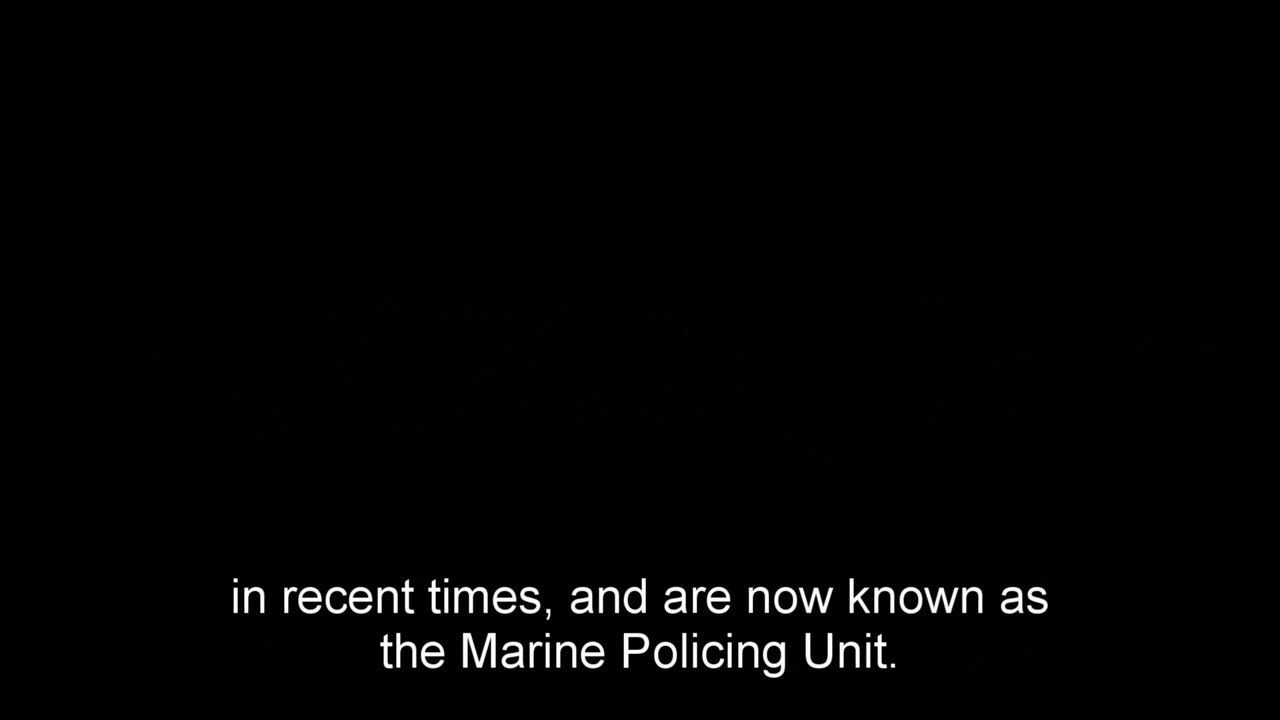 in recent times, and are now known as
the Marine Policing Unit.